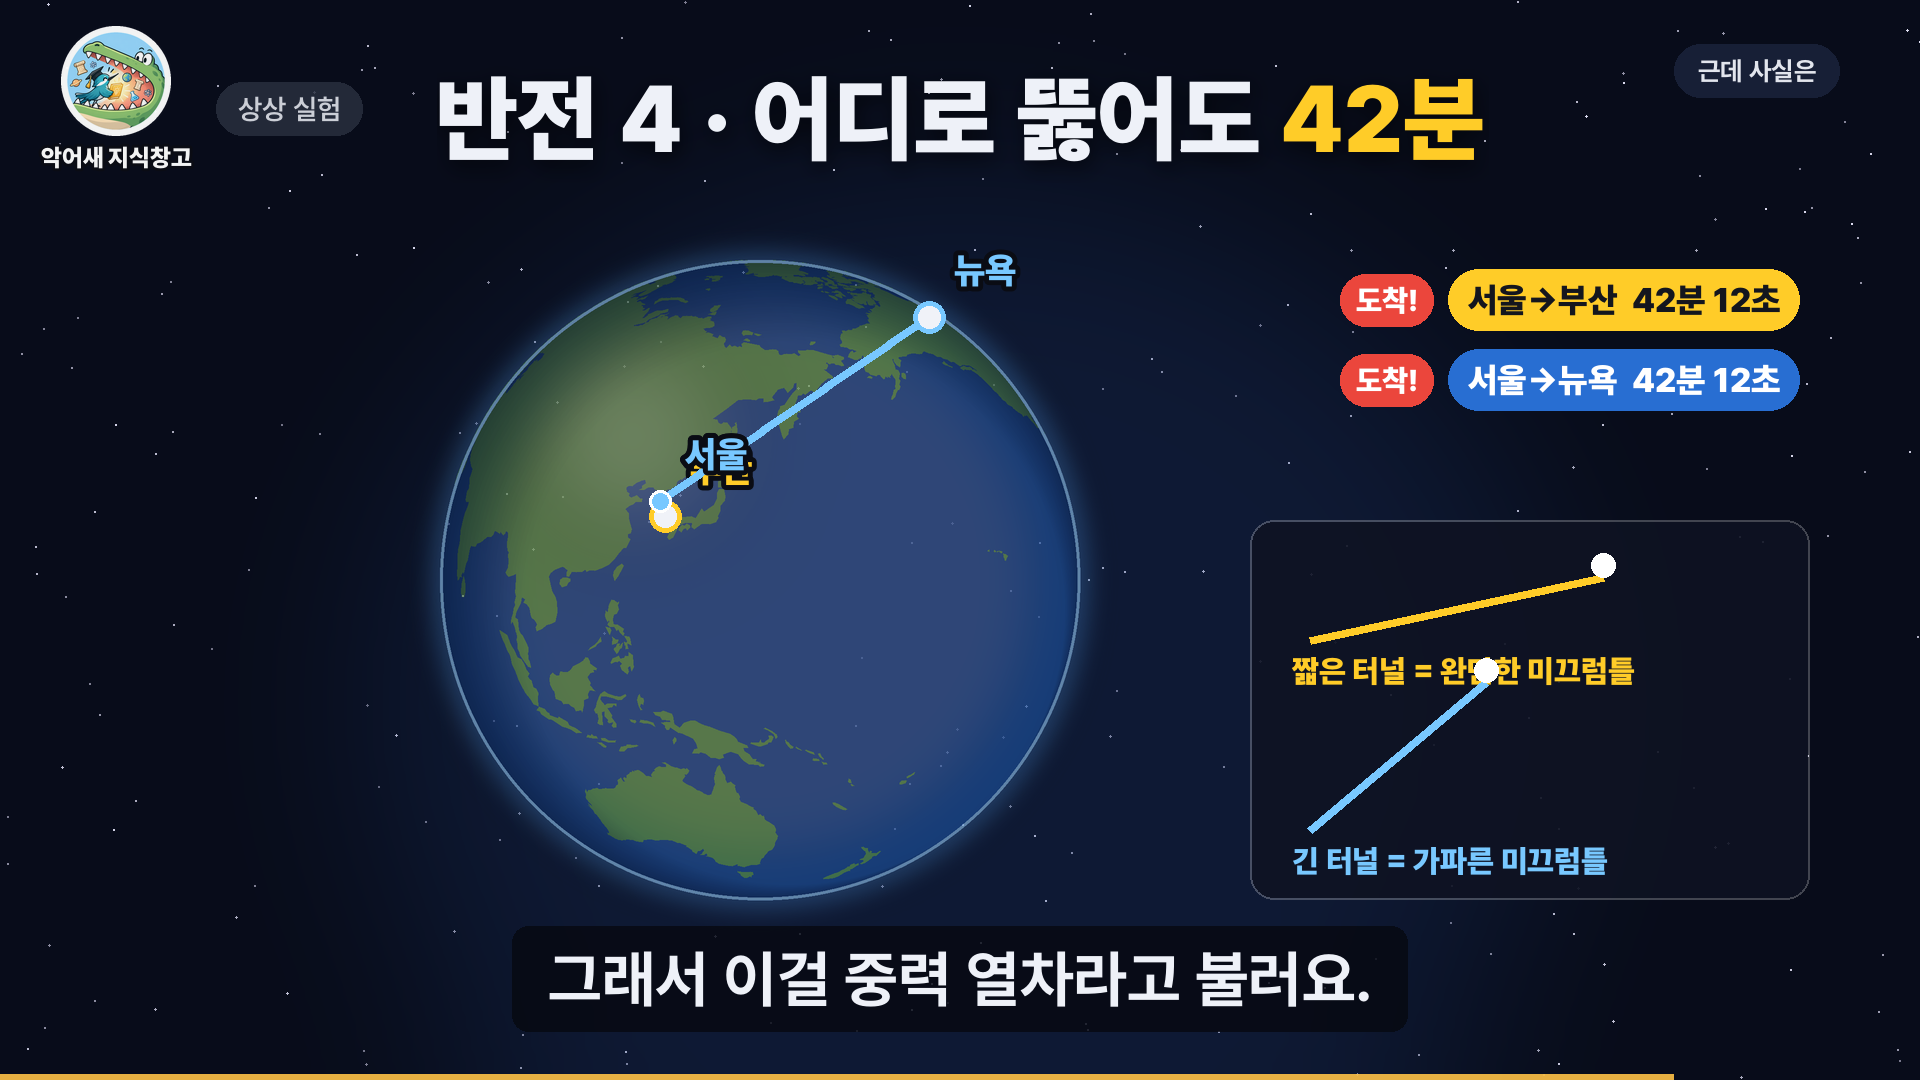 악어새 지식창고
상상 실험
반전 4 · 어디로 뚫어도 42분
근데 사실은
뉴욕
서울
도착! 서울→부산 42분 12초
도착! 서울→뉴욕 42분 12초
짧은 터널 = 완만한 미끄럼틀
긴 터널 = 가파른 미끄럼틀
그래서 이걸 중력 열차라고 불러요.